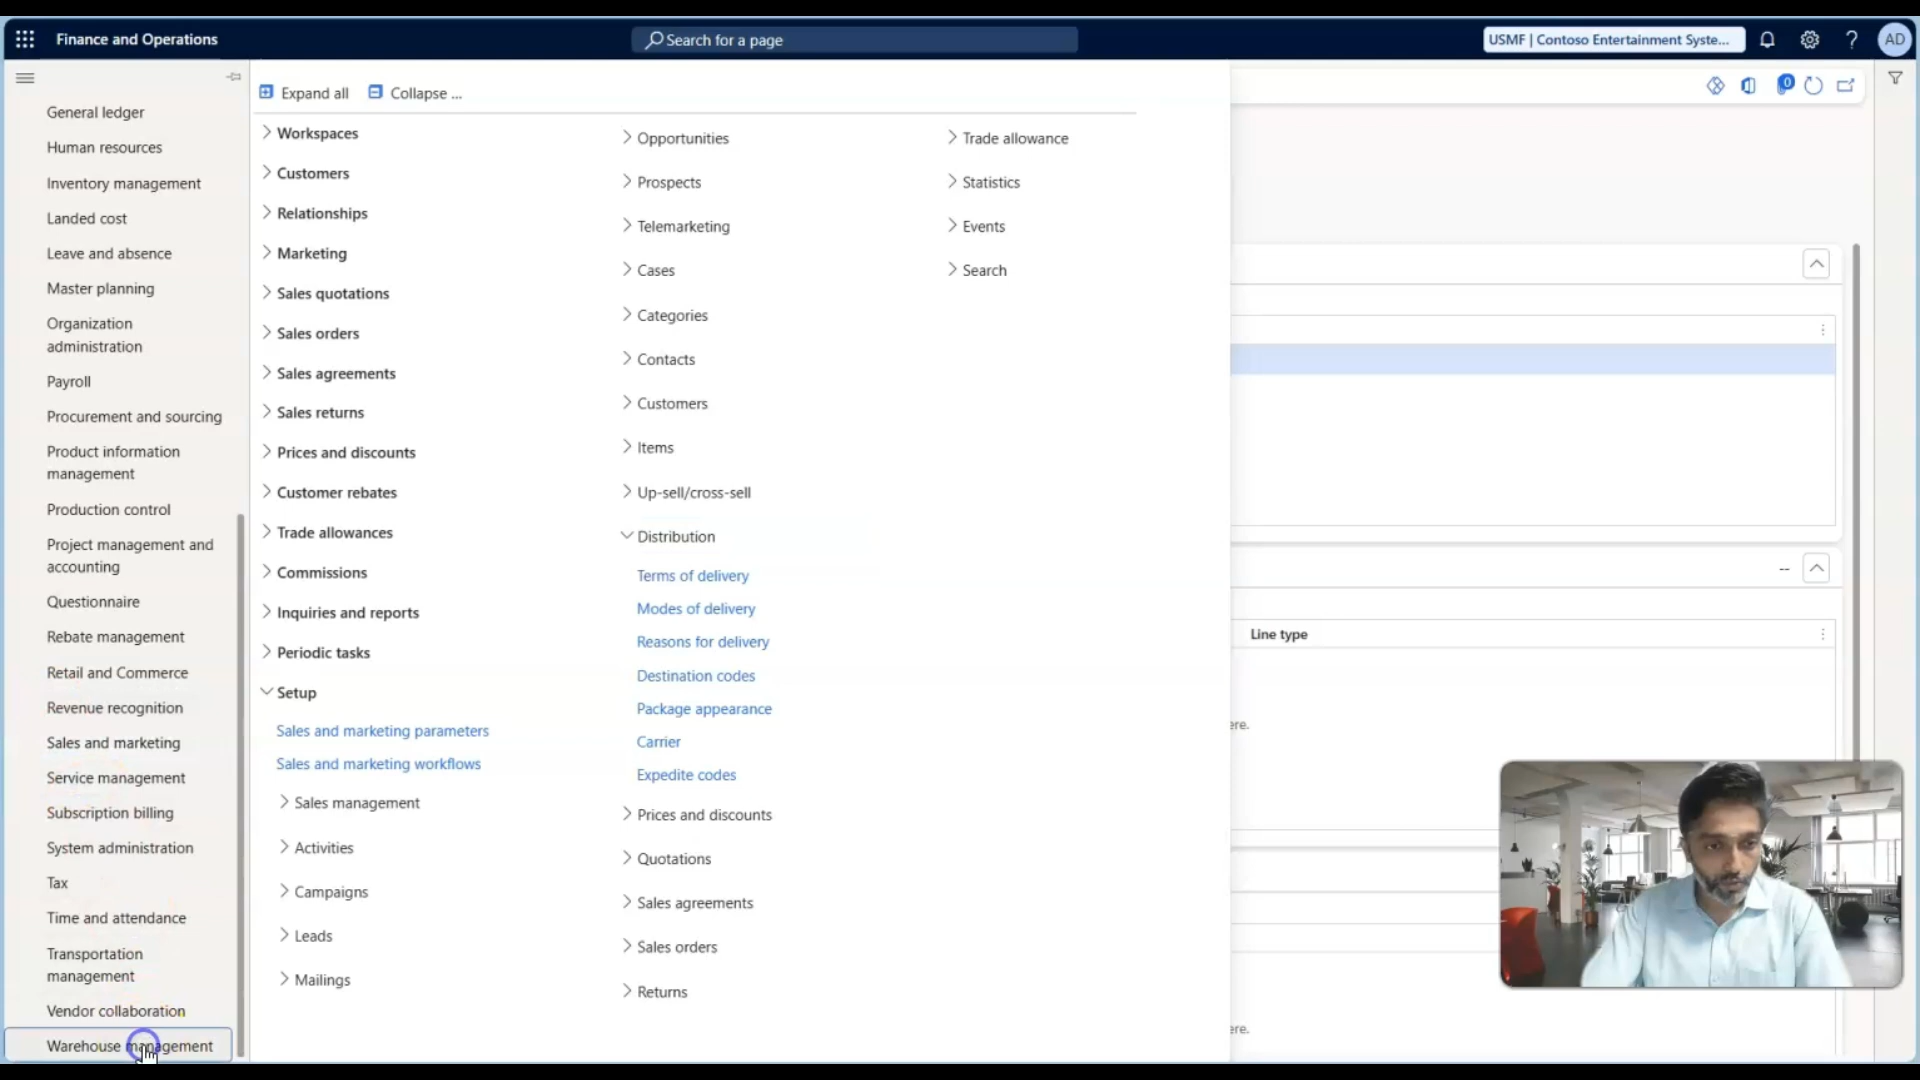 Finance and Operations
Search for a page
USMF | Contoso Entertainment Syste...
?
AD
Expand all
Collapse ...
0
General ledger
Human resources
Inventory management
Landed cost
Leave and absence
Master planning
Organization
administration
Payroll
Procurement and sourcing
Product information
management
Production control
Project management and
accounting
Questionnaire
Rebate management
Retail and Commerce
Revenue recognition
Sales and marketing
Service management
Subscription billing
System administration
Tax
Time and attendance
Transportation
management
Vendor collaboration
Warehouse management
Workspaces
Customers
Relationships
Marketing
Sales quotations
Sales orders
Sales agreements
Sales returns
Prices and discounts
Customer rebates
Trade allowances
Commissions
Inquiries and reports
Periodic tasks
Setup
Sales and marketing parameters
Sales and marketing workflows
Sales management
Activities
Campaigns
Leads
Mailings
Opportunities
Prospects
Telemarketing
Cases
Categories
Contacts
Customers
Items
Up-sell/cross-sell
Distribution
Terms of delivery
Modes of delivery
Reasons for delivery
Destination codes
Package appearance
Carrier
Expedite codes
Prices and discounts
Quotations
Sales agreements
Sales orders
Returns
Trade allowance
Statistics
Events
Search
--
Line type
ere.
ere.